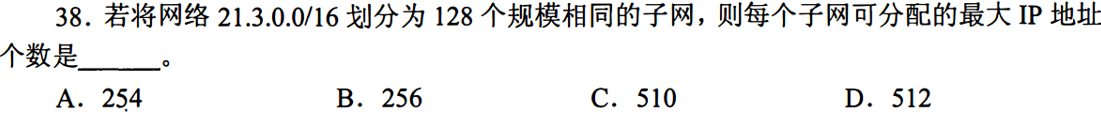 38．若将网络 21.3.0.0/16 划分为 128 个规模相同的子网，则每个子网可分配的最大 IP 地址
个数是______。
A．254 B．256 C．510 D．512